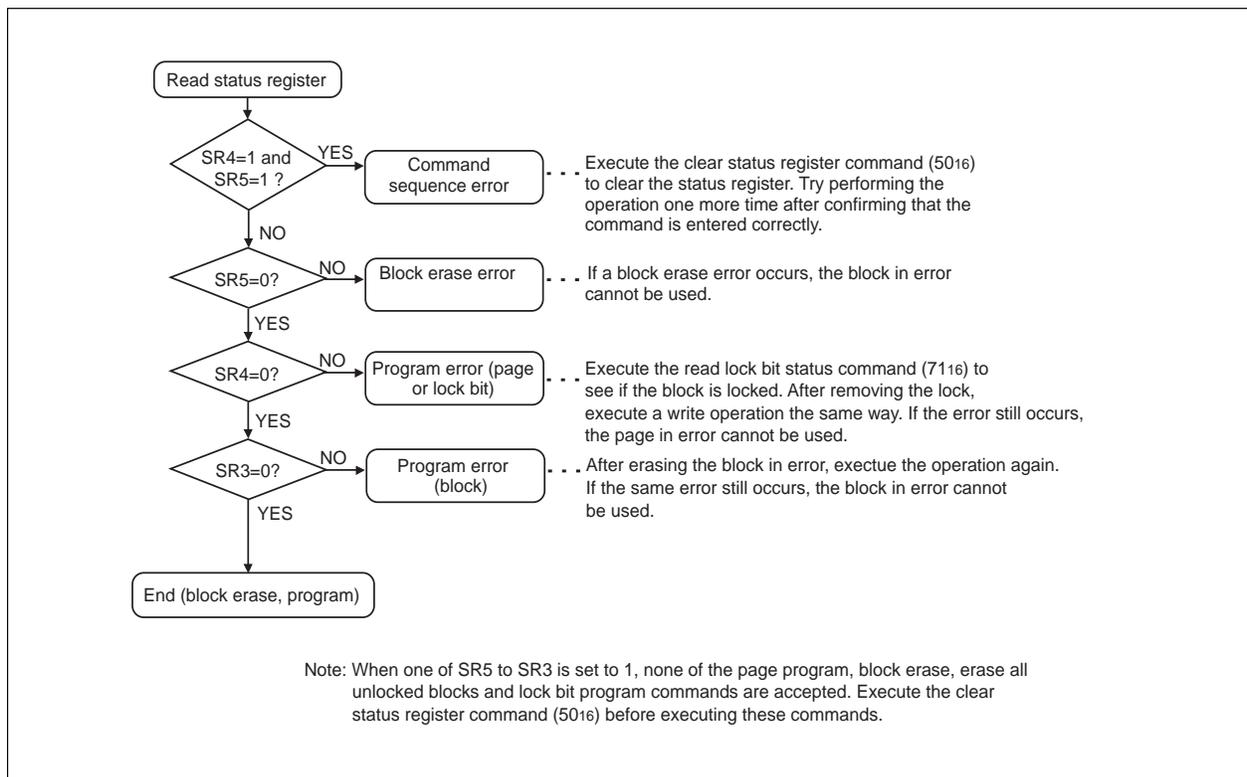 Read status register
SR4=1 and
SR5=1 ?
YES
Command
sequence error
Execute the clear status register command (5016)
to clear the status register. Try performing the
operation one more time after confirming that the
command is entered correctly.
NO
SR5=0?
NO
Block erase error
If a block erase error occurs, the block in error
cannot be used.
YES
SR4=0?
NO
Program error (page
or lock bit)
Execute the read lock bit status command (7116) to
see if the block is locked. After removing the lock,
execute a write operation the same way. If the error still occurs,
the page in error cannot be used.
YES
SR3=0?
NO
Program error
(block)
After erasing the block in error, exectue the operation again.
If the same error still occurs, the block in error cannot
be used.
YES
End (block erase, program)
Note: When one of SR5 to SR3 is set to 1, none of the page program, block erase, erase all
unlocked blocks and lock bit program commands are accepted. Execute the clear
status register command (5016) before executing these commands.